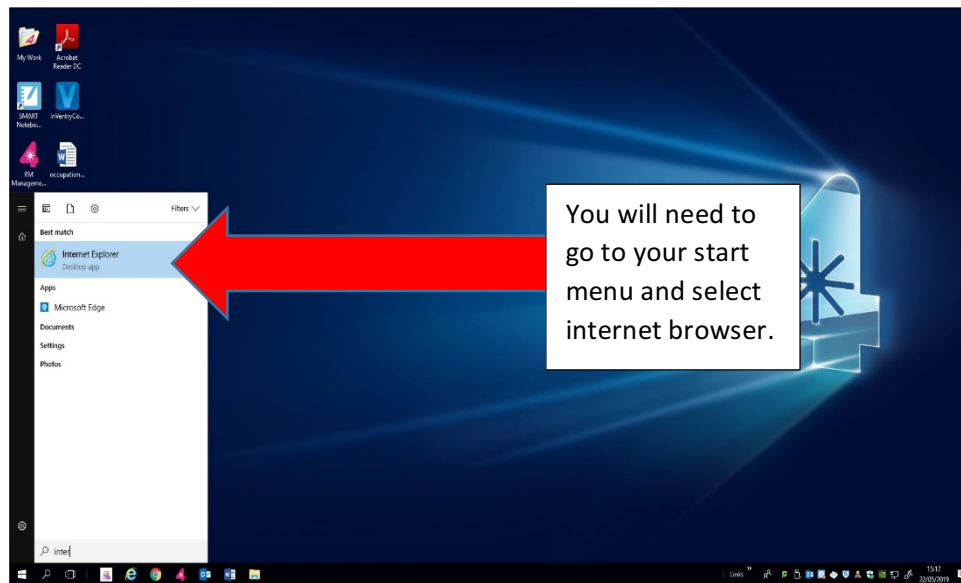 My Work
Acrobat
Reader DC
SMART
Notebo...
InVentryCo...
RM
Manageme...
occupation...
Filters
Best match
Internet Explorer
Desktop app
Apps
Microsoft Edge
Documents
Settings
Photos
inter
You will need to
go to your start
menu and select
internet browser.
Links
15:17
22/05/2019